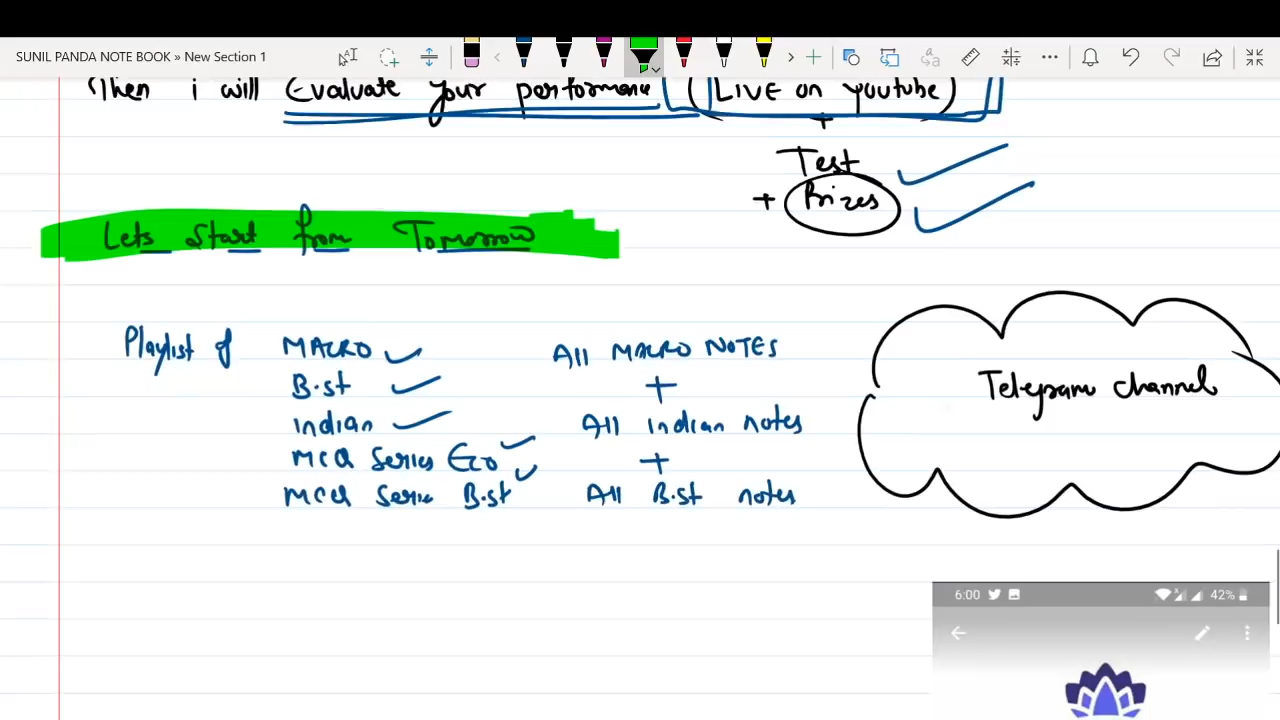 SUNIL PANDA NOTE BOOK » New Section 1
Then i will Evaluate your performance (LIVE on youtube)
+
Test
+ Prizes
Lets start from Tomorrow
Playlist of MACRO All MACRO NOTES
B.st +
Indian All Indian notes
MCQ Series Eco +
MCQ Serie B.st All B.st notes
Telegram channel
6:00 42%